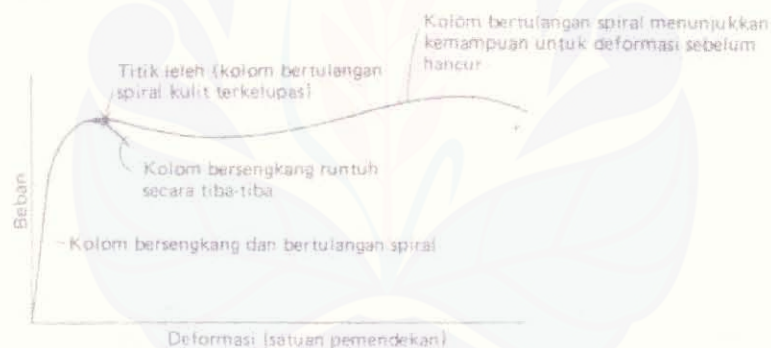 Kolom bertulangan spiral menunjukkan
kemampuan untuk deformasi sebelum
hancur
Titik leleh (kolom bertulangan
spiral kulit terkelupas)
Kolom bersengkang runtuh
secara tiba-tiba
Beban
Kolom bersengkang dan bertulangan spiral
Deformasi (satuan pemendekan)